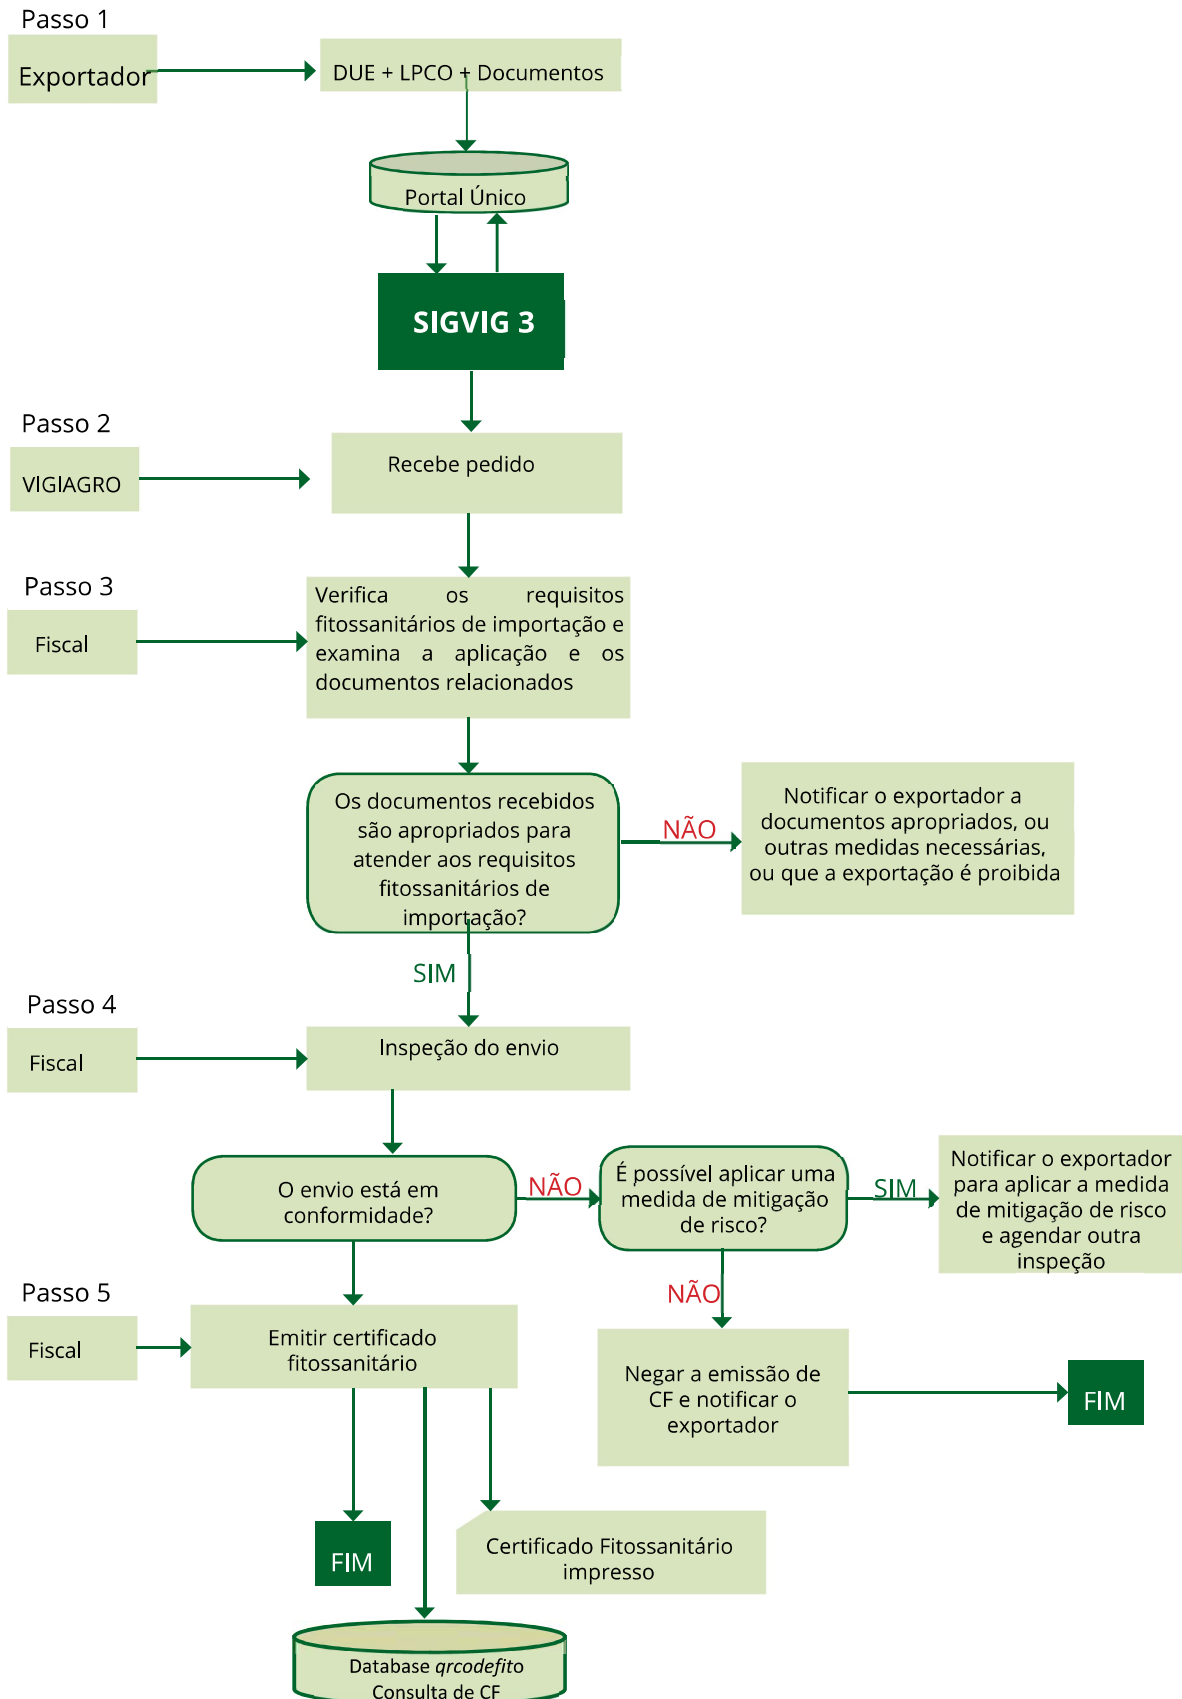 Passo 1
Exportador
DUE + LPCO + Documentos
Portal Único
SIGVIG 3
Passo 2
VIGIAGRO
Recebe pedido
Passo 3
Fiscal
Verifica os requisitos
fitossanitários de importação e
examina a aplicação e os
documentos relacionados
Os documentos recebidos
são apropriados para
atender aos requisitos
fitossanitários de
importação?
NÃO
Notificar o exportador a
documentos apropriados, ou
outras medidas necessárias,
ou que a exportação é proibida
SIM
Passo 4
Fiscal
Inspeção do envio
O envio está em
conformidade?
NÃO
É possível aplicar uma
medida de mitigação
de risco?
SIM
Notificar o exportador
para aplicar a medida
de mitigação de risco
e agendar outra
inspeção
NÃO
Passo 5
Fiscal
Emitir certificado
fitossanitário
Negar a emissão de
CF e notificar o
exportador
FIM
FIM
Certificado Fitossanitário
impresso
Database qrcodefito
Consulta de CF